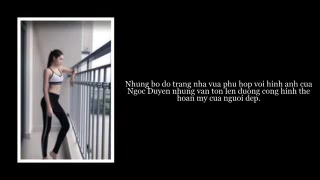 Nhung bo do trang nha vua phu hop voi hinh anh cua
Ngoc Duyen nhung van ton len duong cong hinh the
hoan my cua nguoi dep.